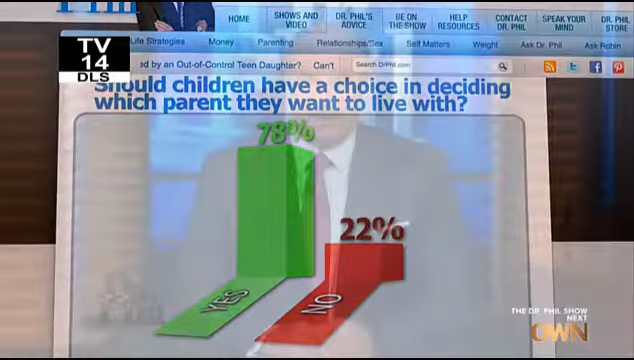 Phil
HOME
SHOWS AND VIDEO
DR. PHIL'S ADVICE
BE ON THE SHOW
HELP RESOURCES
CONTACT DR. PHIL
SPEAK YOUR MIND
DR. PHIL STORE
TV
14
DLS
Life Strategies Money Parenting Relationships/Sex Self Matters Weight Ask Dr. Phil Ask Robin
ed by an Out-of-Control Teen Daughter? Can't
Search DrPhil.com
Should children have a choice in deciding
which parent they want to live with?
78%
22%
YES
NO
THE DR. PHIL SHOW
NEXT
OWN